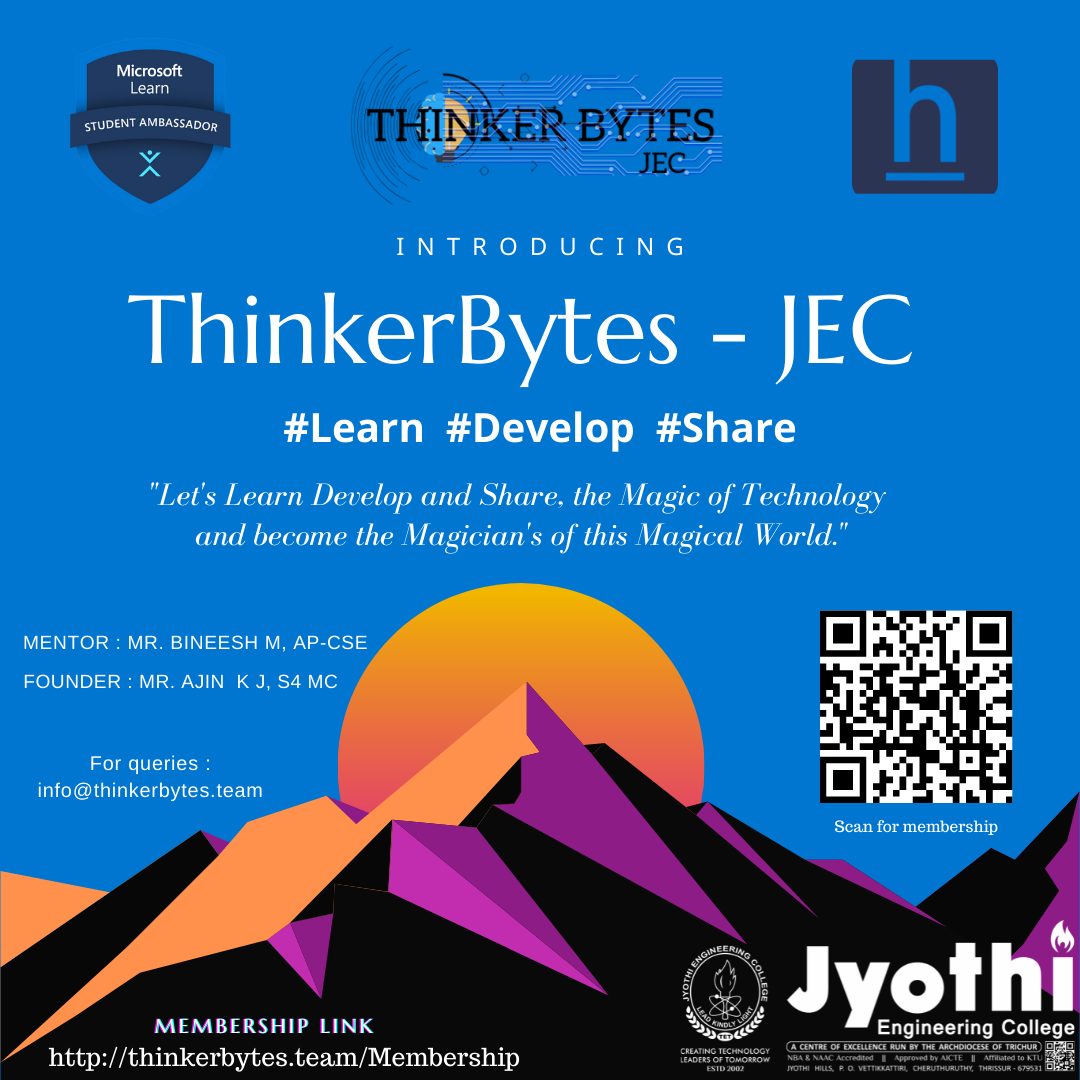 Microsoft
Learn
STUDENT AMBASSADOR
THINKER BYTES
JEC
h
INTRODUCING
ThinkerBytes - JEC
#Learn #Develop #Share
"Let's Learn Develop and Share, the Magic of Technology
and become the Magician's of this Magical World."
MENTOR : MR. BINEESH M, AP-CSE
FOUNDER : MR. AJIN K J, S4 MC
For queries :
info@thinkerbytes.team
Scan for membership
MEMBERSHIP LINK
http://thinkerbytes.team/Membership
JYOTHI ENGINEERING COLLEGE
LEAD KINDLY LIGHT
CREATING TECHNOLOGY
LEADERS OF TOMORROW
ESTD 2002
Jyothi
Engineering College
A CENTRE OF EXCELLENCE RUN BY THE ARCHDIOCESE OF TRICHUR
NBA & NAAC Accredited || Approved by AICTE || Affiliated to KTU
JYOTHI HILLS, P. O. VETTIKKATTIRI, CHERUTHURUTHY, THRISSUR - 679531